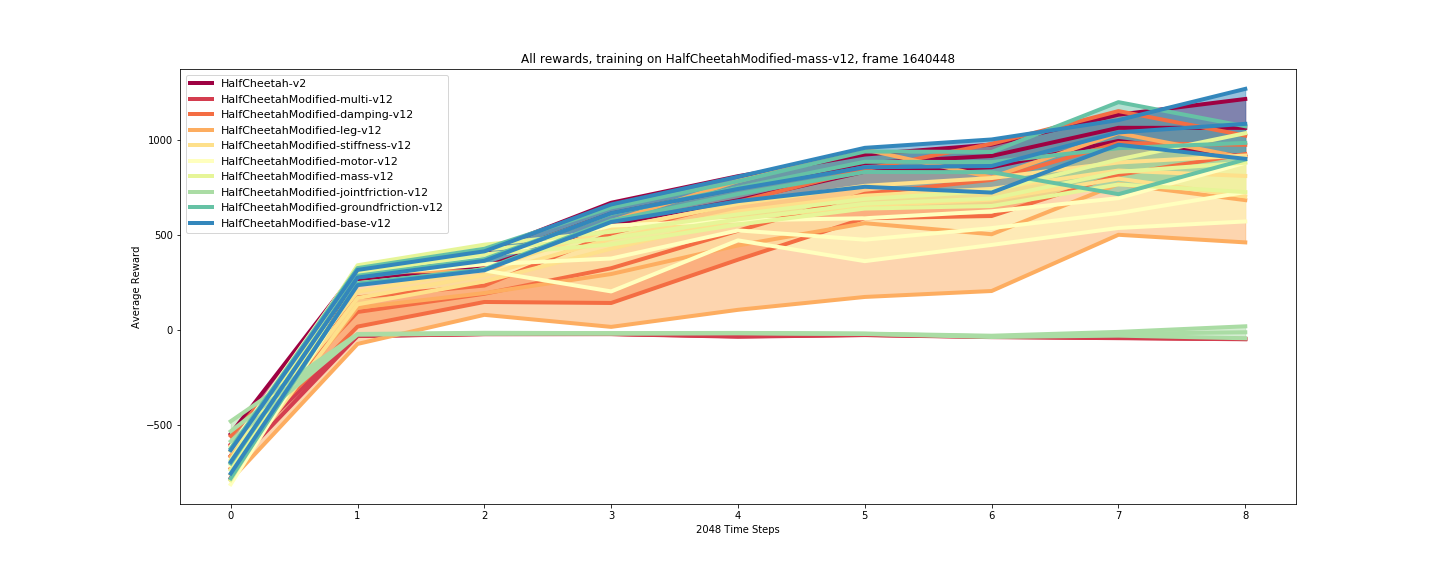 All rewards, training on HalfCheetahModified-mass-v12, frame 1640448
HalfCheetah-v2
HalfCheetahModified-multi-v12
HalfCheetahModified-damping-v12
HalfCheetahModified-leg-v12
HalfCheetahModified-stiffness-v12
HalfCheetahModified-motor-v12
HalfCheetahModified-mass-v12
HalfCheetahModified-jointfriction-v12
HalfCheetahModified-groundfriction-v12
HalfCheetahModified-base-v12
Average Reward
1000
500
0
−500
0 1 2 3 4 5 6 7 8
2048 Time Steps